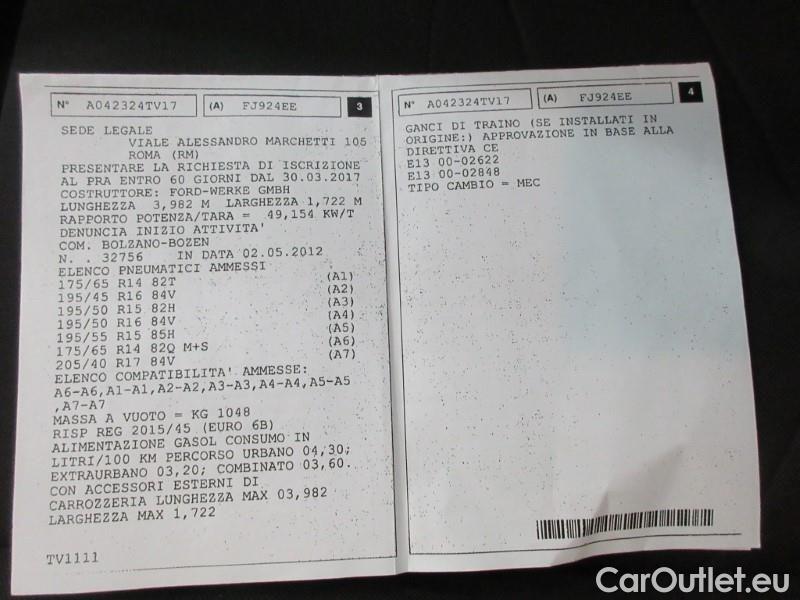 N° A042324TV17 (A) FJ924EE 3
SEDE LEGALE
VIALE ALESSANDRO MARCHETTI 105
ROMA (RM)
PRESENTARE LA RICHIESTA DI ISCRIZIONE
AL PRA ENTRO 60 GIORNI DAL 30.03.2017
COSTRUTTORE: FORD-WERKE GMBH
LUNGHEZZA 3,982 M LARGHEZZA 1,722 M
RAPPORTO POTENZA/TARA = 49,154 KW/T
DENUNCIA INIZIO ATTIVITA'
COM. BOLZANO-BOZEN
N. . 32756 IN DATA 02.05.2012
ELENCO PNEUMATICI AMMESSI
175/65 R14 82T (A1)
195/45 R16 84V (A2)
195/50 R15 82H (A3)
195/50 R16 84V (A4)
195/55 R15 85H (A5)
175/65 R14 82Q M+S (A6)
205/40 R17 84V (A7)
ELENCO COMPATIBILITA' AMMESSE:
A6-A6,A1-A1,A2-A2,A3-A3,A4-A4,A5-A5
,A7-A7
MASSA A VUOTO = KG 1048
RISP REG 2015/45 (EURO 6B)
ALIMENTAZIONE GASOL CONSUMO IN
LITRI/100 KM PERCORSO URBANO 04,30;
EXTRAURBANO 03,20; COMBINATO 03,60.
CON ACCESSORI ESTERNI DI
CARROZZERIA LUNGHEZZA MAX 03,982
LARGHEZZA MAX 1,722
TV1111
N° A042324TV17 (A) FJ924EE 4
GANCI DI TRAINO (SE INSTALLATI IN
ORIGINE:) APPROVAZIONE IN BASE ALLA
DIRETTIVA CE
E13 00-02622
E13 00-02848
TIPO CAMBIO = MEC
CarOutlet.eu